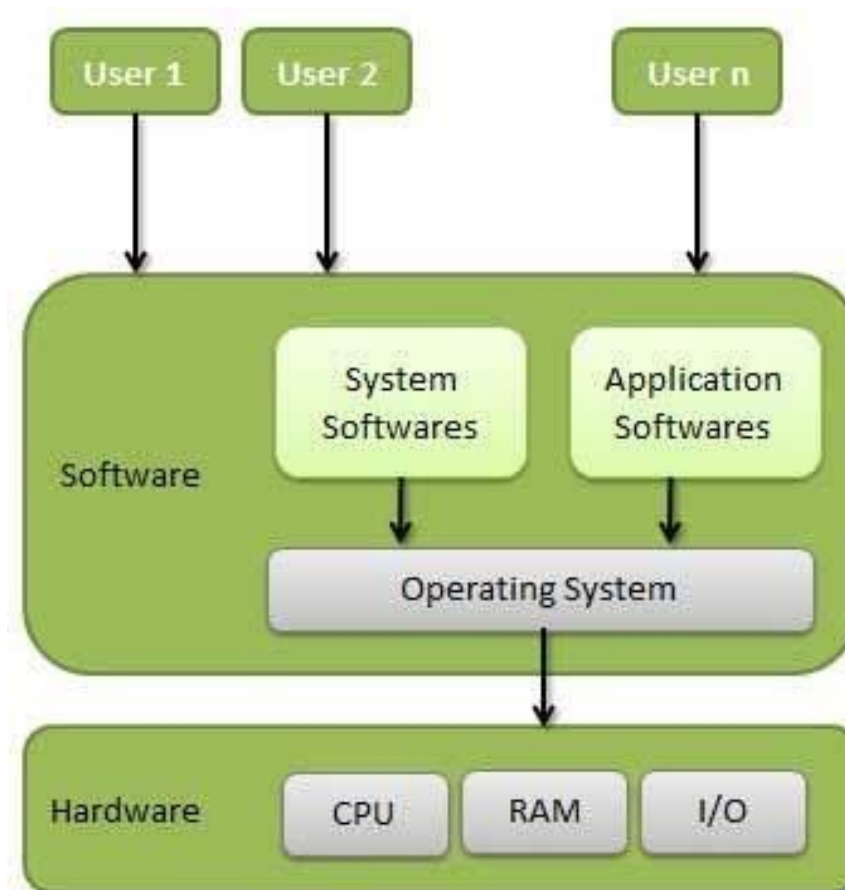 User 1
User 2
User n
System
Softwares
Application
Softwares
Software
Operating System
Hardware
CPU
RAM
I/O